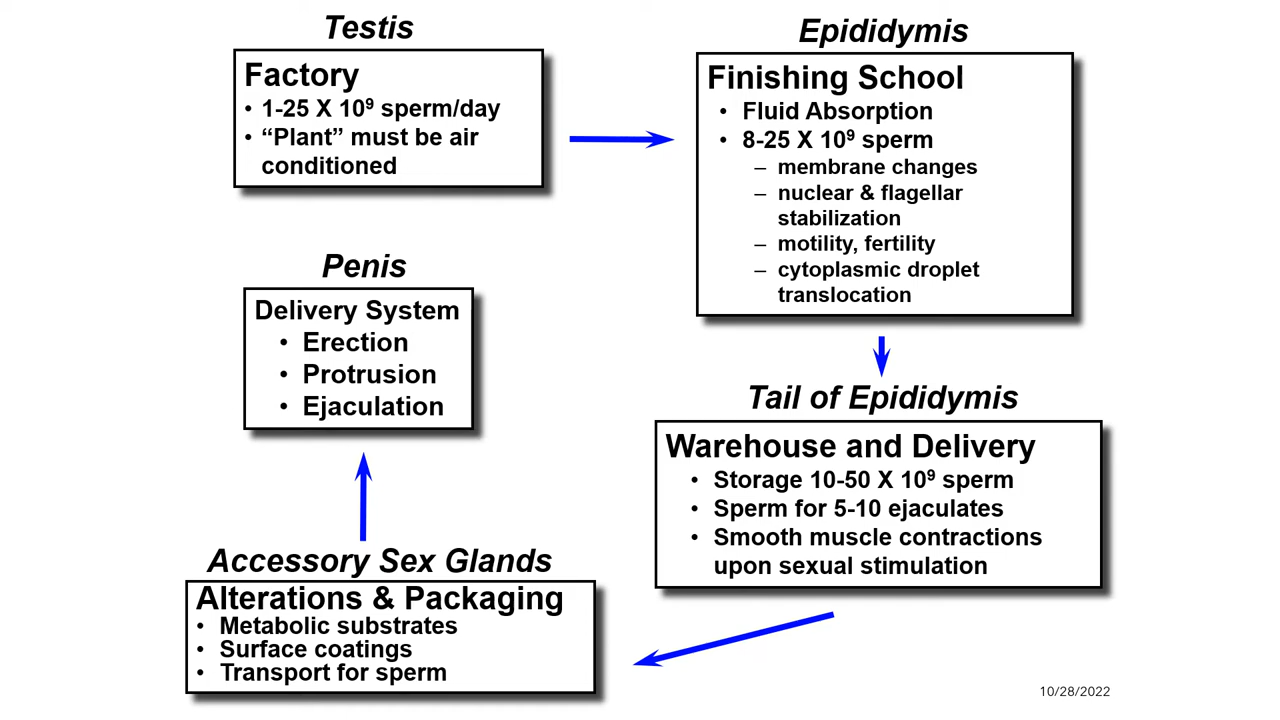 Testis
Factory
• 1-25 X 10⁹ sperm/day
• “Plant” must be air
conditioned
Epididymis
Finishing School
• Fluid Absorption
• 8-25 X 10⁹ sperm
– membrane changes
– nuclear & flagellar
stabilization
– motility, fertility
– cytoplasmic droplet
translocation
Tail of Epididymis
Warehouse and Delivery
• Storage 10-50 X 10⁹ sperm
• Sperm for 5-10 ejaculates
• Smooth muscle contractions
upon sexual stimulation
Accessory Sex Glands
Alterations & Packaging
• Metabolic substrates
• Surface coatings
• Transport for sperm
Penis
Delivery System
• Erection
• Protrusion
• Ejaculation
10/28/2022